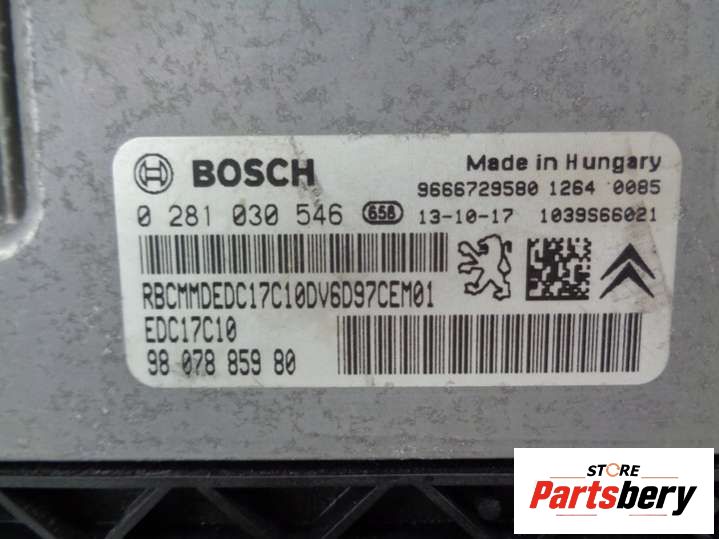 BOSCH
Made in Hungary
9666729580 1264 0085
0 281 030 546 658 13-10-17 1039S66021
RBCMMDEDC17C10DV6D97CEM01
EDC17C10
98 078 859 80
STORE
Partsbery